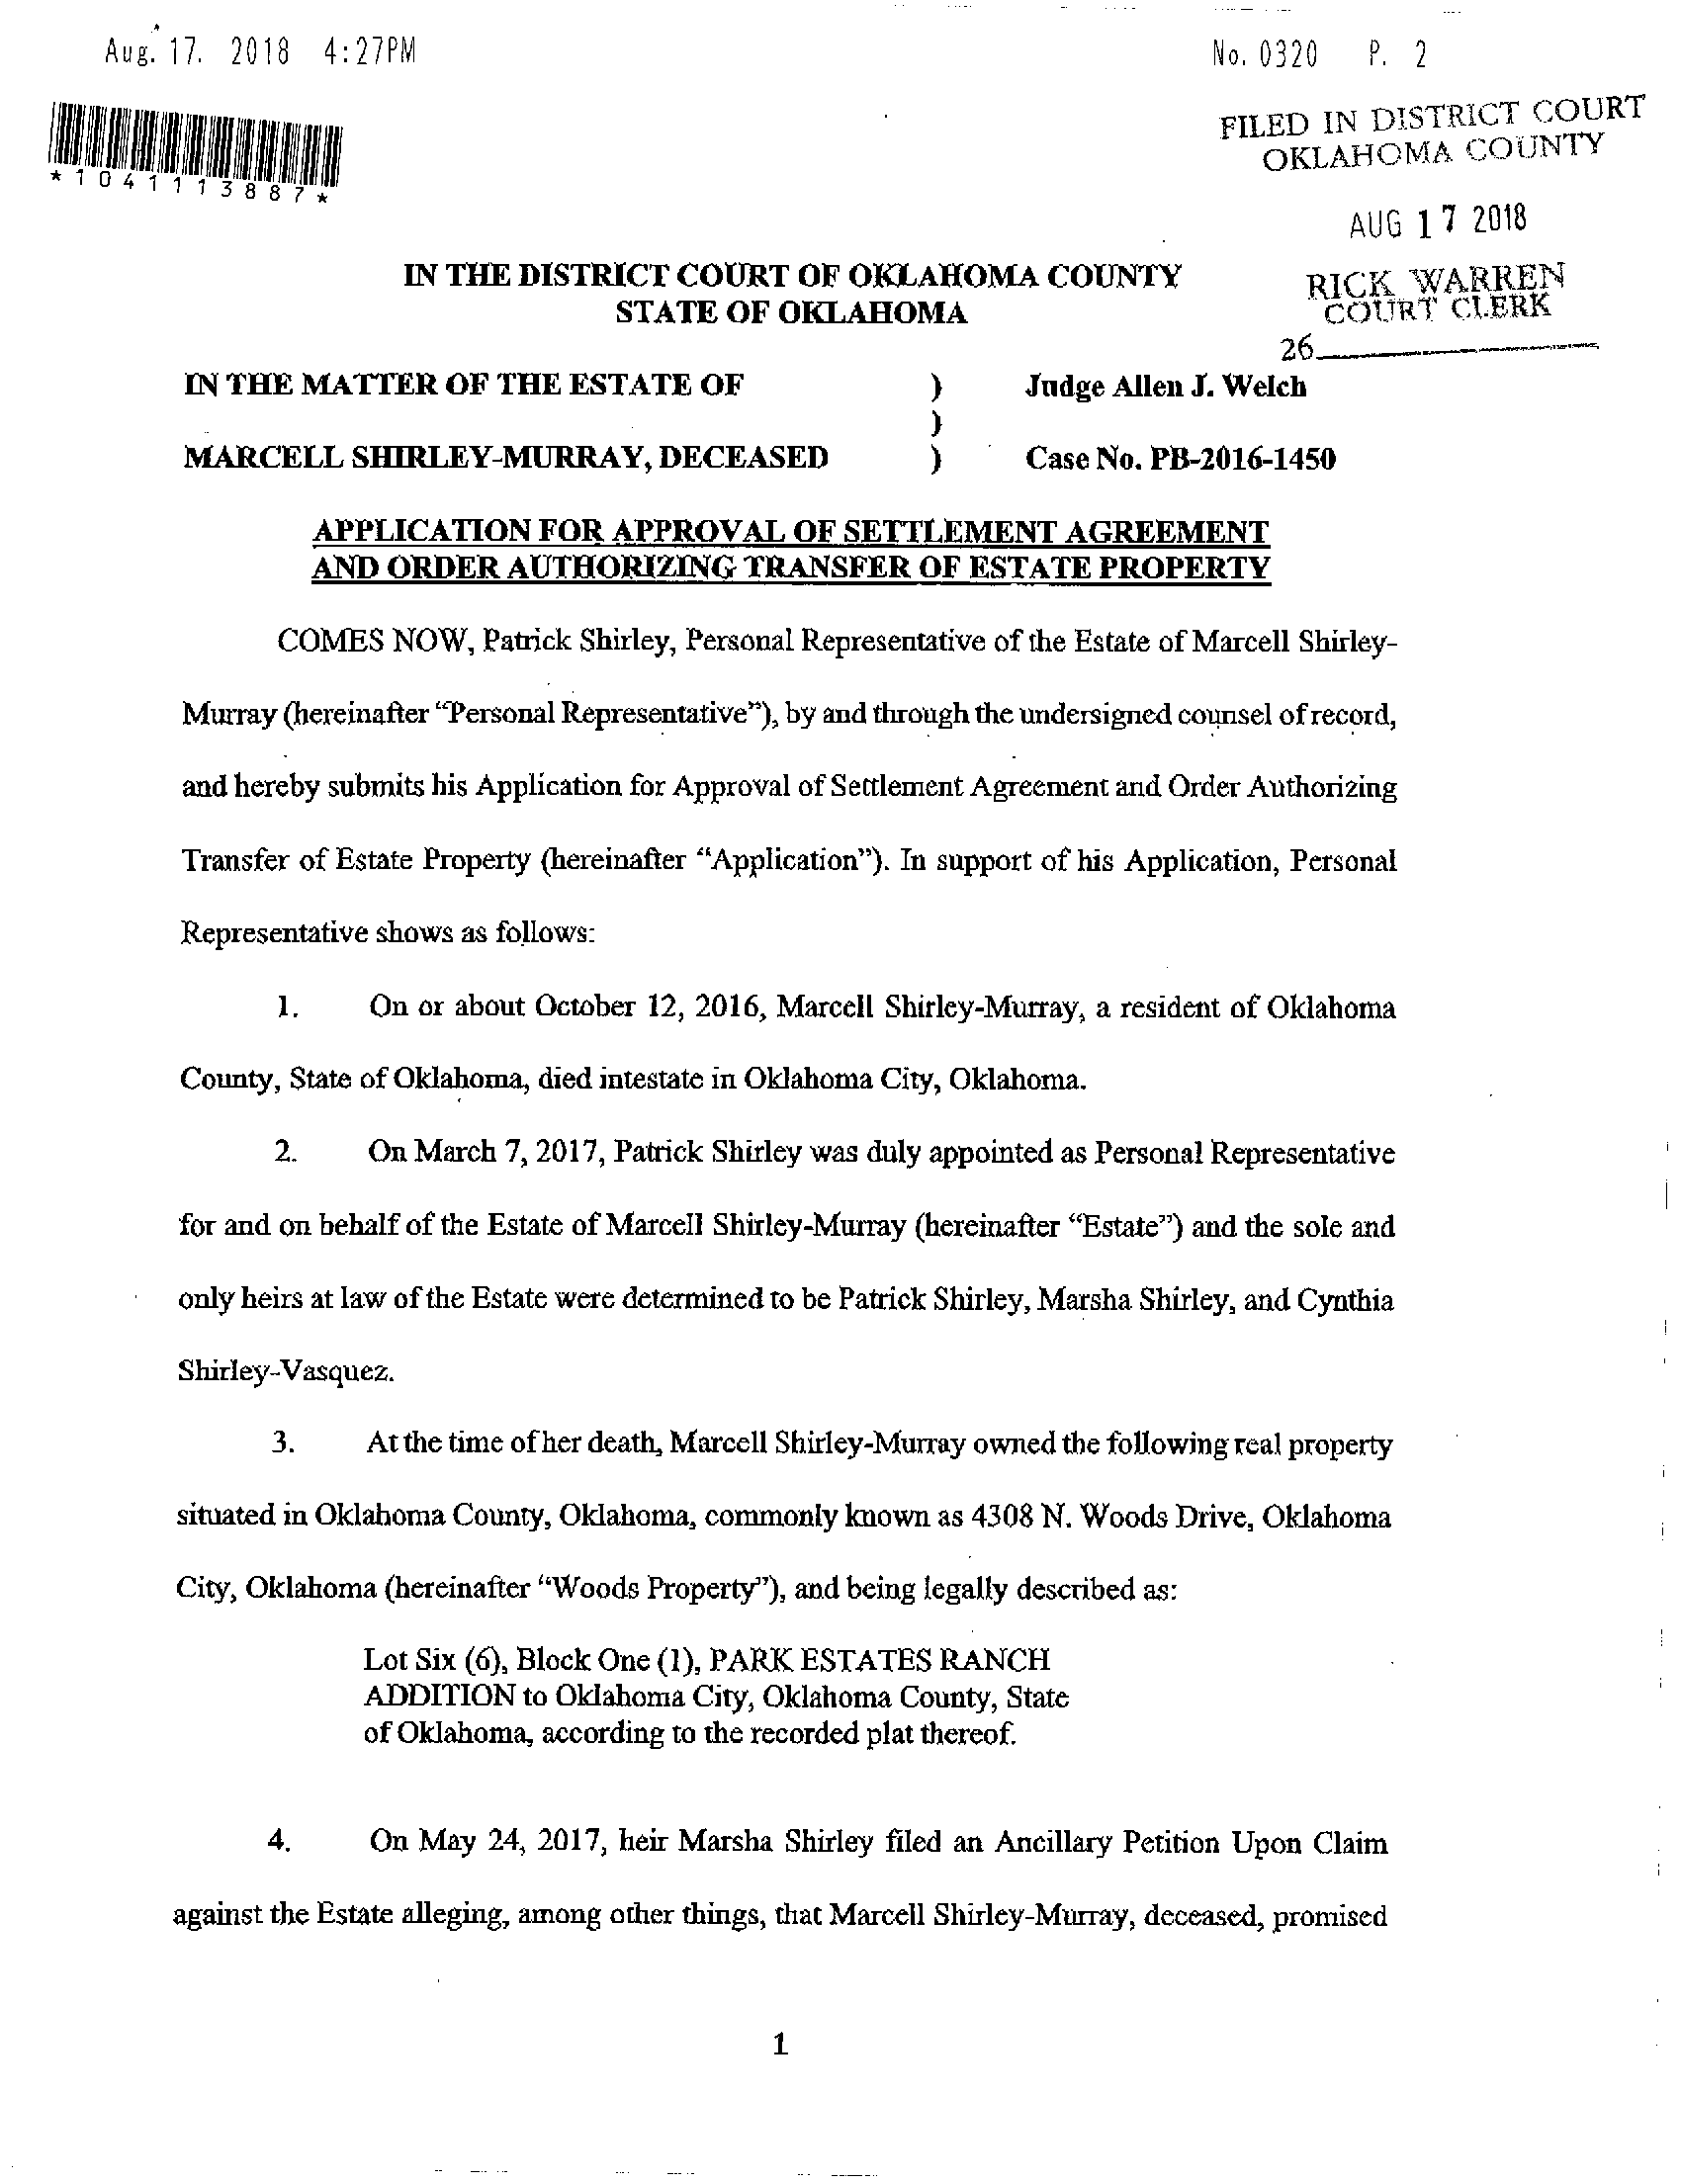 Aug. 17. 2018 4:27PM
No. 0320 P. 2
*1041113887*
FILED IN DISTRICT COURT
OKLAHOMA COUNTY
AUG 17 2018
RICK WARREN
COURT CLERK
26
IN THE DISTRICT COURT OF OKLAHOMA COUNTY
STATE OF OKLAHOMA
IN THE MATTER OF THE ESTATE OF ) Judge Allen J. Welch
)
MARCELL SHIRLEY-MURRAY, DECEASED ) Case No. PB-2016-1450
APPLICATION FOR APPROVAL OF SETTLEMENT AGREEMENT
AND ORDER AUTHORIZING TRANSFER OF ESTATE PROPERTY
COMES NOW, Patrick Shirley, Personal Representative of the Estate of Marcell Shirley-
Murray (hereinafter “Personal Representative”), by and through the undersigned counsel of record,
and hereby submits his Application for Approval of Settlement Agreement and Order Authorizing
Transfer of Estate Property (hereinafter “Application”). In support of his Application, Personal
Representative shows as follows:
1. On or about October 12, 2016, Marcell Shirley-Murray, a resident of Oklahoma
County, State of Oklahoma, died intestate in Oklahoma City, Oklahoma.
2. On March 7, 2017, Patrick Shirley was duly appointed as Personal Representative
for and on behalf of the Estate of Marcell Shirley-Murray (hereinafter “Estate”) and the sole and
only heirs at law of the Estate were determined to be Patrick Shirley, Marsha Shirley, and Cynthia
Shirley-Vasquez.
3. At the time of her death, Marcell Shirley-Murray owned the following real property
situated in Oklahoma County, Oklahoma, commonly known as 4308 N. Woods Drive, Oklahoma
City, Oklahoma (hereinafter “Woods Property”), and being legally described as:
Lot Six (6), Block One (1), PARK ESTATES RANCH
ADDITION to Oklahoma City, Oklahoma County, State
of Oklahoma, according to the recorded plat thereof.
4. On May 24, 2017, heir Marsha Shirley filed an Ancillary Petition Upon Claim
against the Estate alleging, among other things, that Marcell Shirley-Murray, deceased, promised
1